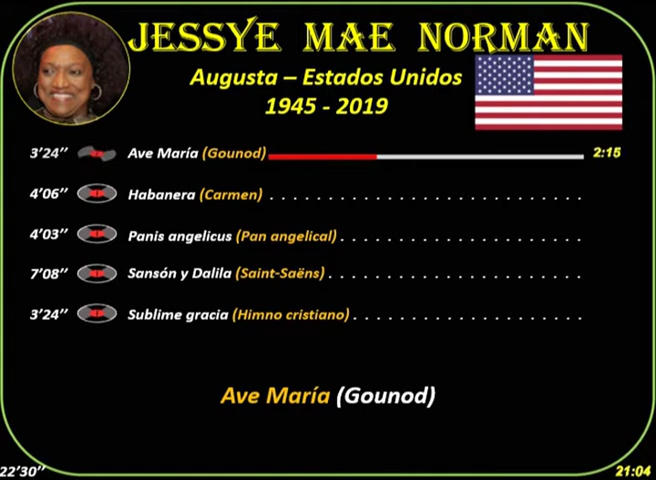 JESSYE MAE NORMAN
Augusta – Estados Unidos
1945 - 2019
3’24’’ Ave María (Gounod) 2:15
4’06’’ Habanera (Carmen) . . . . . . . . . . . . . . . . . . . . . . . . . .
4’03’’ Panis angelicus (Pan angelical) . . . . . . . . . . . . . . . . . . . .
7’08’’ Sansón y Dalila (Saint-Saëns) . . . . . . . . . . . . . . . . . . . . .
3’24’’ Sublime gracia (Himno cristiano) . . . . . . . . . . . . . . . . . . .
Ave María (Gounod)
22’30’’ 21:04